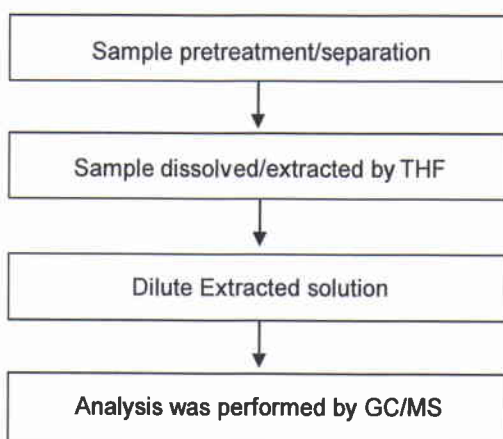 Sample pretreatment/separation
Sample dissolved/extracted by THF
Dilute Extracted solution
Analysis was performed by GC/MS